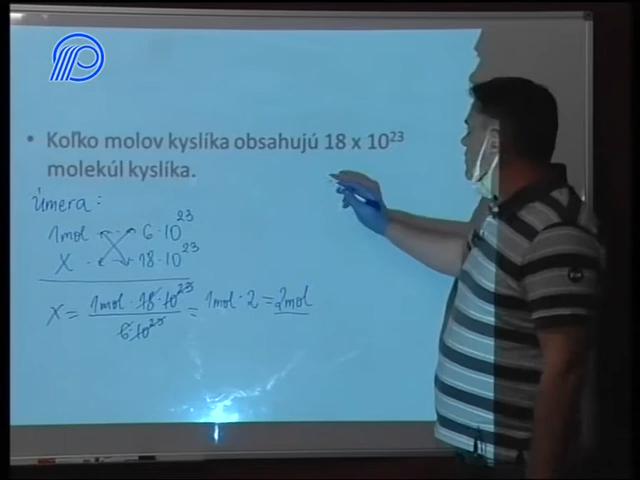 • Koľko molov kyslíka obsahujú 18 x 10²³
molekúl kyslíka.
Úmera:
1mol 6·10²³
X 18·10²³
X = 1mol · 18·10²³ / 6·10²³ = 1mol · 2 = 2mol